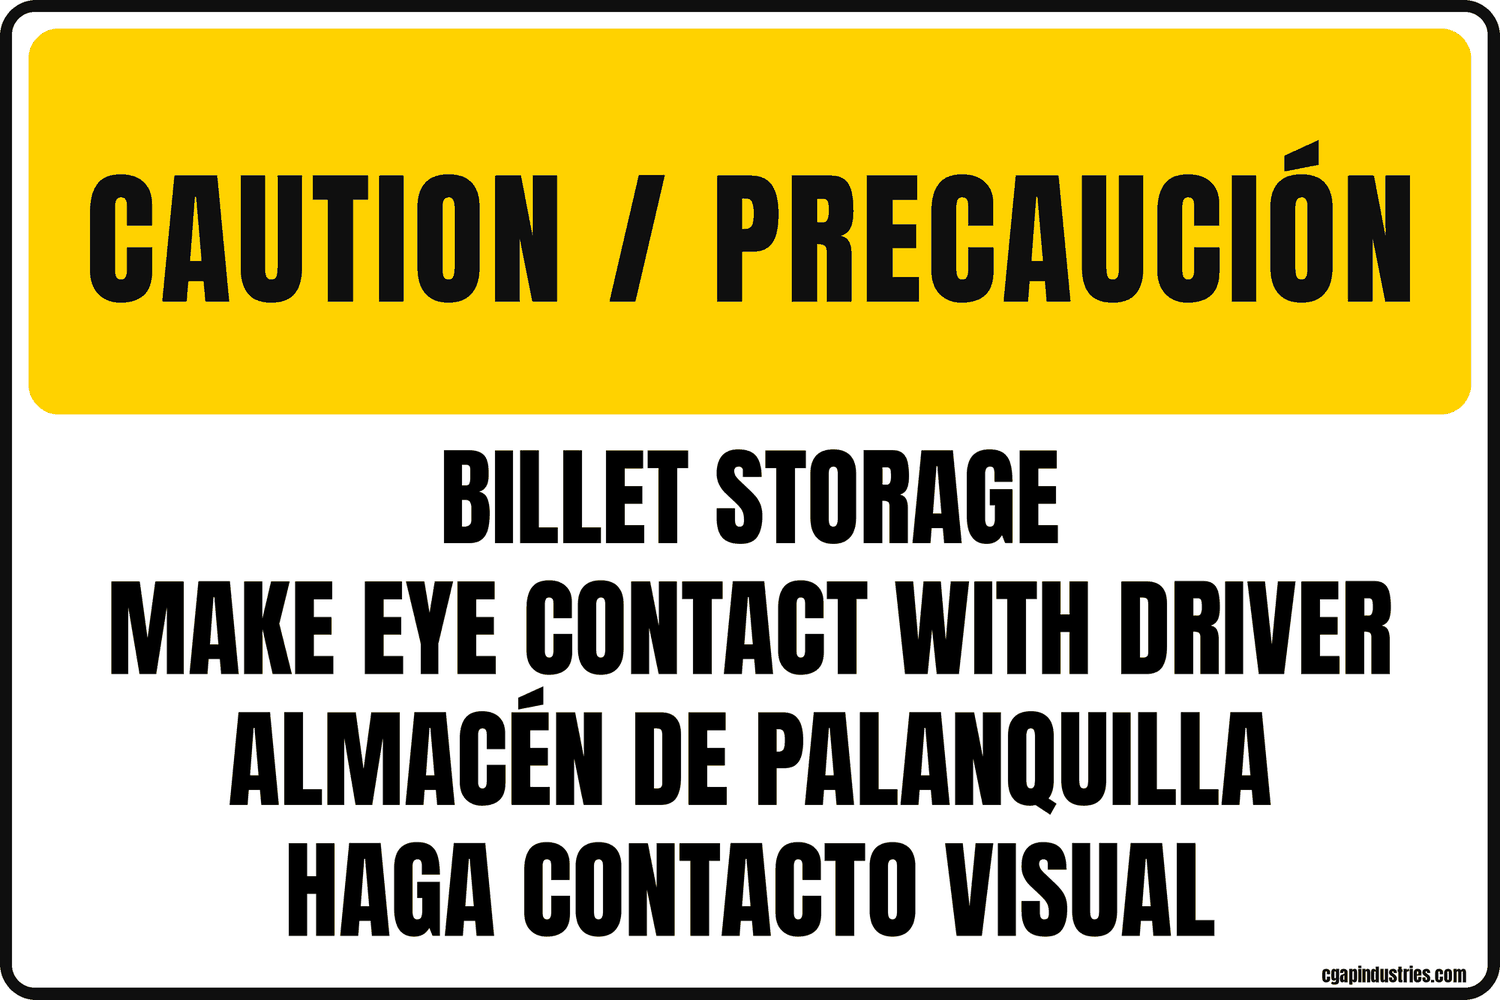 CAUTION / PRECAUCIÓN
BILLET STORAGE
MAKE EYE CONTACT WITH DRIVER
ALMACÉN DE PALANQUILLA
HAGA CONTACTO VISUAL
cgapindustries.com